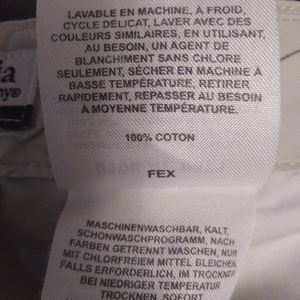 LAVABLE EN MACHINE, À FROID,
CYCLE DÉLICAT, LAVER AVEC DES
COULEURS SIMILAIRES, EN UTILISANT,
AU BESOIN, UN AGENT DE
BLANCHIMENT SANS CHLORE
SEULEMENT, SÉCHER EN MACHINE À
BASSE TEMPÉRATURE, RETIRER
RAPIDEMENT, REPASSER AU BESOIN
À MOYENNE TEMPÉRATURE
100% COTON
FEX
MASCHINENWASCHBAR, KALT,
SCHONWASCHPROGRAMM, NACH
FARBEN GETRENNT WASCHEN, NUR
MIT CHLORFREIEM MITTEL BLEICHEN
FALLS ERFORDERLICH, IM TROCKNER
BEI NIEDRIGER TEMPERATUR
TROCKNEN, SOFORT